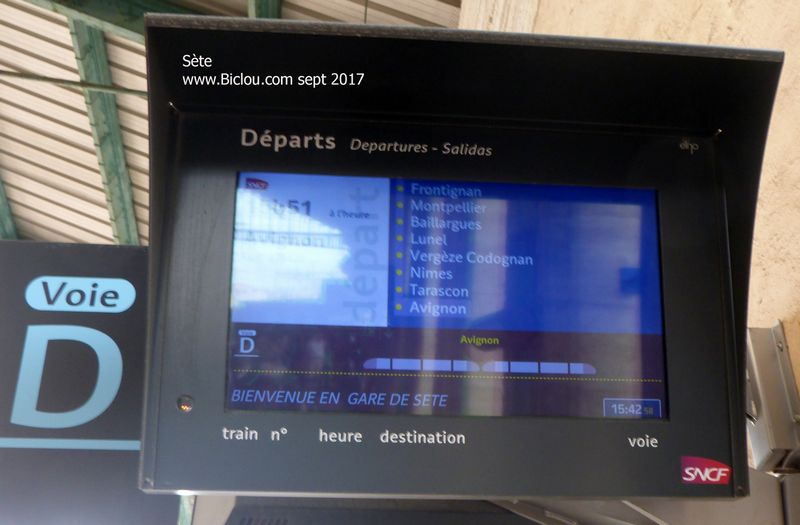 Sète
www.Biclou.com sept 2017
Départs Departures - Salidas
SNCF
à l'heure
départ
Frontignan
Montpellier
Baillargues
Lunel
Vergèze Codognan
Nimes
Tarascon
Avignon
Voie
D
Avignon
BIENVENUE EN GARE DE SETE
15:42
train n° heure destination voie
SNCF
Voie
D